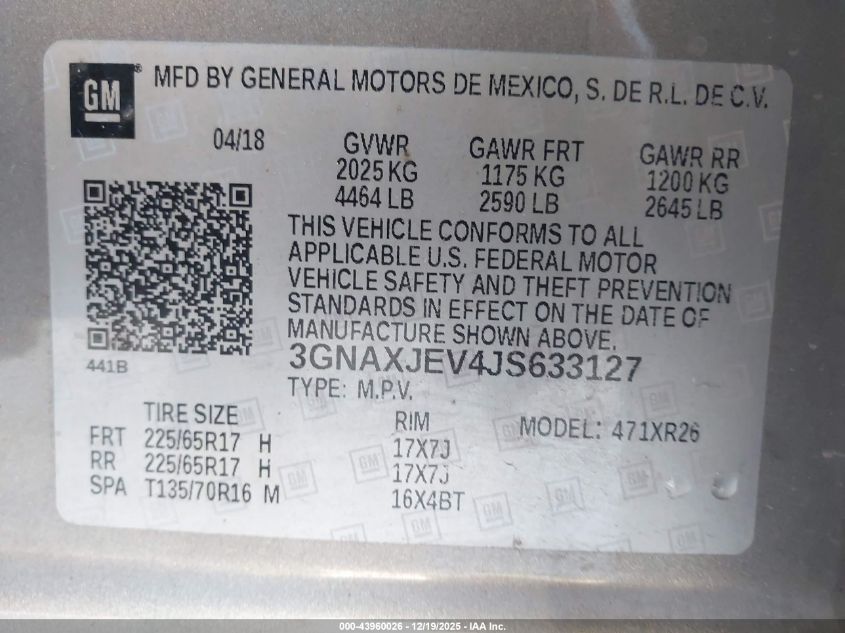 GM
MFD BY GENERAL MOTORS DE MEXICO, S. DE R.L. DE C.V.
04/18
GVWR
2025 KG
4464 LB
GAWR FRT
1175 KG
2590 LB
GAWR RR
1200 KG
2645 LB
THIS VEHICLE CONFORMS TO ALL
APPLICABLE U.S. FEDERAL MOTOR
VEHICLE SAFETY AND THEFT PREVENTION
STANDARDS IN EFFECT ON THE DATE OF
MANUFACTURE SHOWN ABOVE.
441B
3GNAXJEV4JS633127
TYPE: M.P.V.
TIRE SIZE RIM MODEL: 471XR26
FRT 225/65R17 H 17X7J
RR 225/65R17 H 17X7J
SPA T135/70R16 M 16X4BT
000-43960026 - 12/19/2025 - IAA Inc.